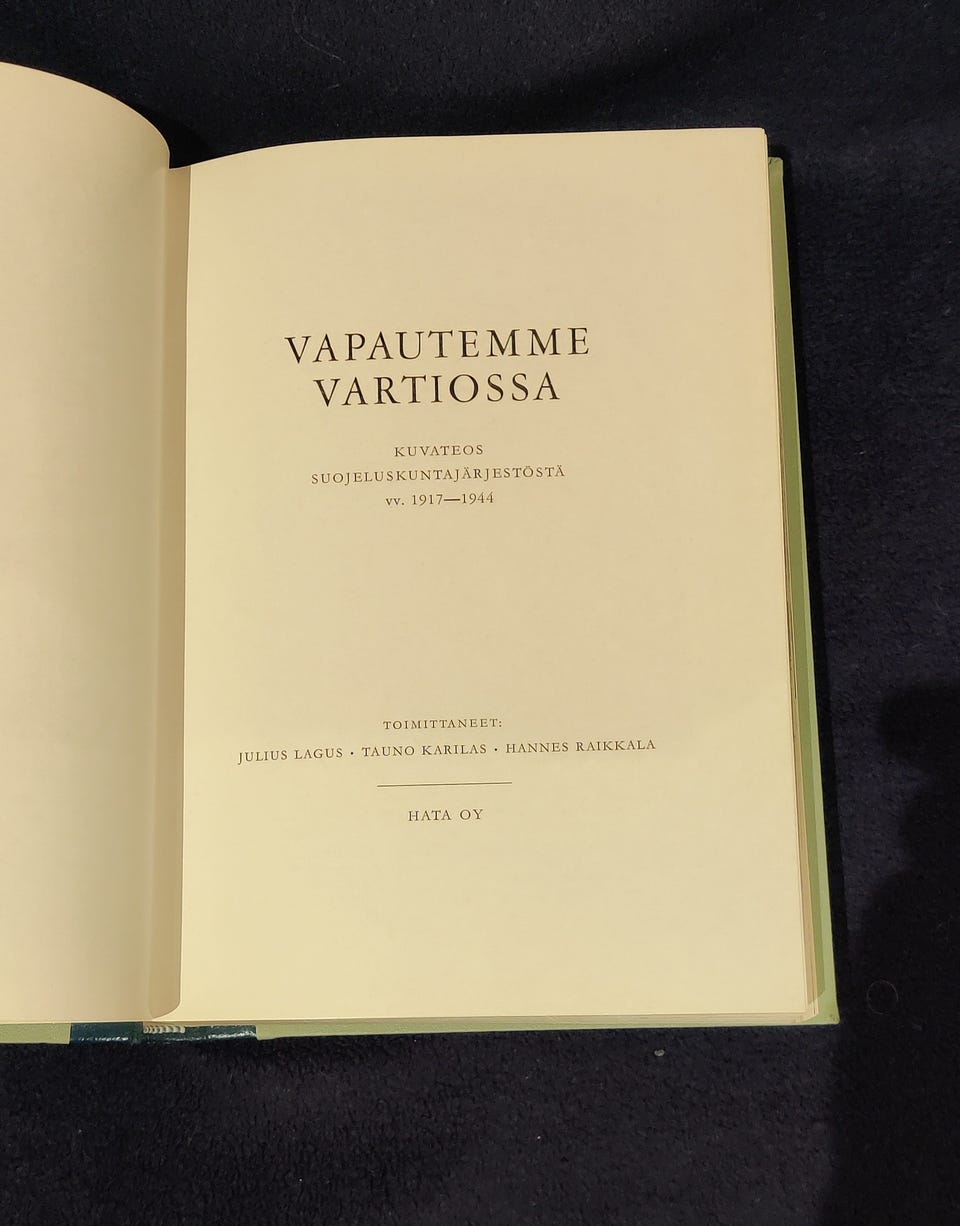 VAPAUTEMME
VARTIOSSA
KUVATEOS
SUOJELUSKUNTAJÄRJESTÖSTÄ
vv. 1917—1944
TOIMITTANEET:
JULIUS LAGUS • TAUNO KARILAS • HANNES RAIKKALA
HATA OY